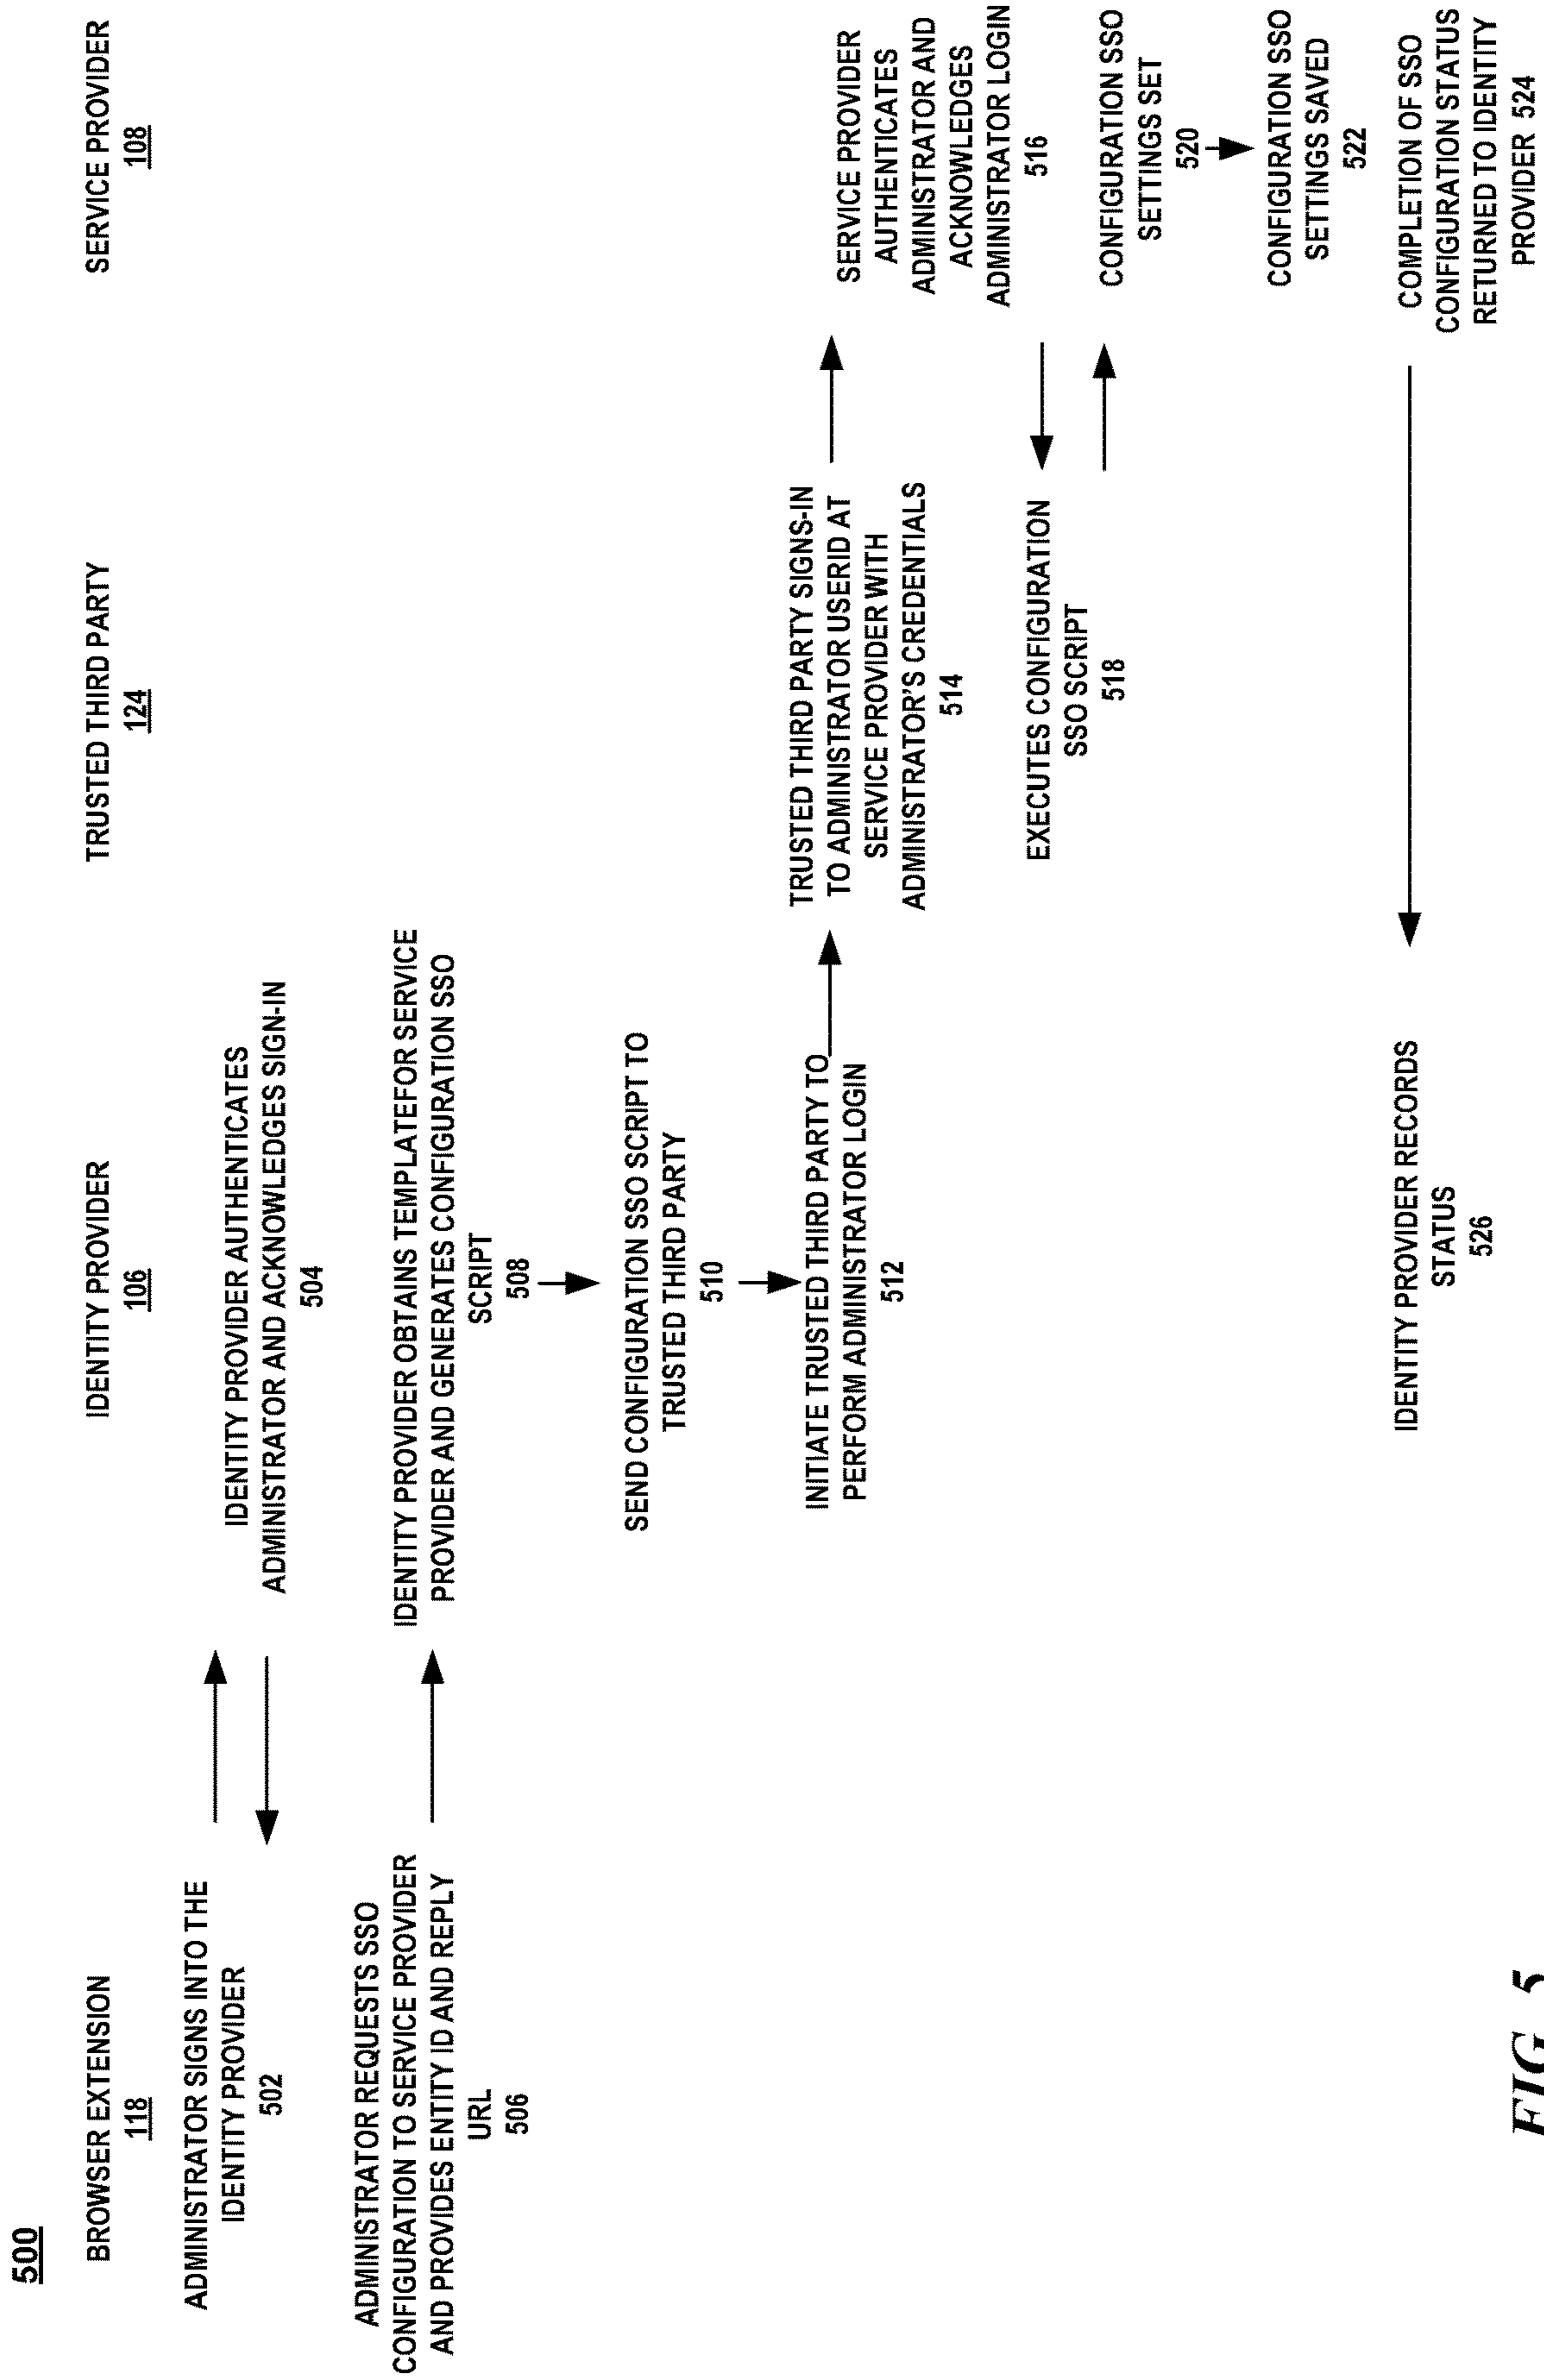 500
BROWSER EXTENSION
118
IDENTITY PROVIDER
106
TRUSTED THIRD PARTY
124
SERVICE PROVIDER
108
ADMINISTRATOR SIGNS INTO THE
IDENTITY PROVIDER
502
IDENTITY PROVIDER AUTHENTICATES
ADMINISTRATOR AND ACKNOWLEDGES SIGN-IN
504
ADMINISTRATOR REQUESTS SSO
CONFIGURATION TO SERVICE PROVIDER
AND PROVIDES ENTITY ID AND REPLY
URL
506
IDENTITY PROVIDER OBTAINS TEMPLATEFOR SERVICE
PROVIDER AND GENERATES CONFIGURATION SSO
SCRIPT
508
SEND CONFIGURATION SSO SCRIPT TO
TRUSTED THIRD PARTY
510
INITIATE TRUSTED THIRD PARTY TO
PERFORM ADMINISTRATOR LOGIN
512
TRUSTED THIRD PARTY SIGNS-IN
TO ADMINISTRATOR USERID AT
SERVICE PROVIDER WITH
ADMINISTRATOR'S CREDENTIALS
514
SERVICE PROVIDER
AUTHENTICATES
ADMINISTRATOR AND
ACKNOWLEDGES
ADMINISTRATOR LOGIN
516
EXECUTES CONFIGURATION
SSO SCRIPT
518
CONFIGURATION SSO
SETTINGS SET
520
CONFIGURATION SSO
SETTINGS SAVED
522
COMPLETION OF SSO
CONFIGURATION STATUS
RETURNED TO IDENTITY
PROVIDER 524
IDENTITY PROVIDER RECORDS
STATUS
526
FIG. 5